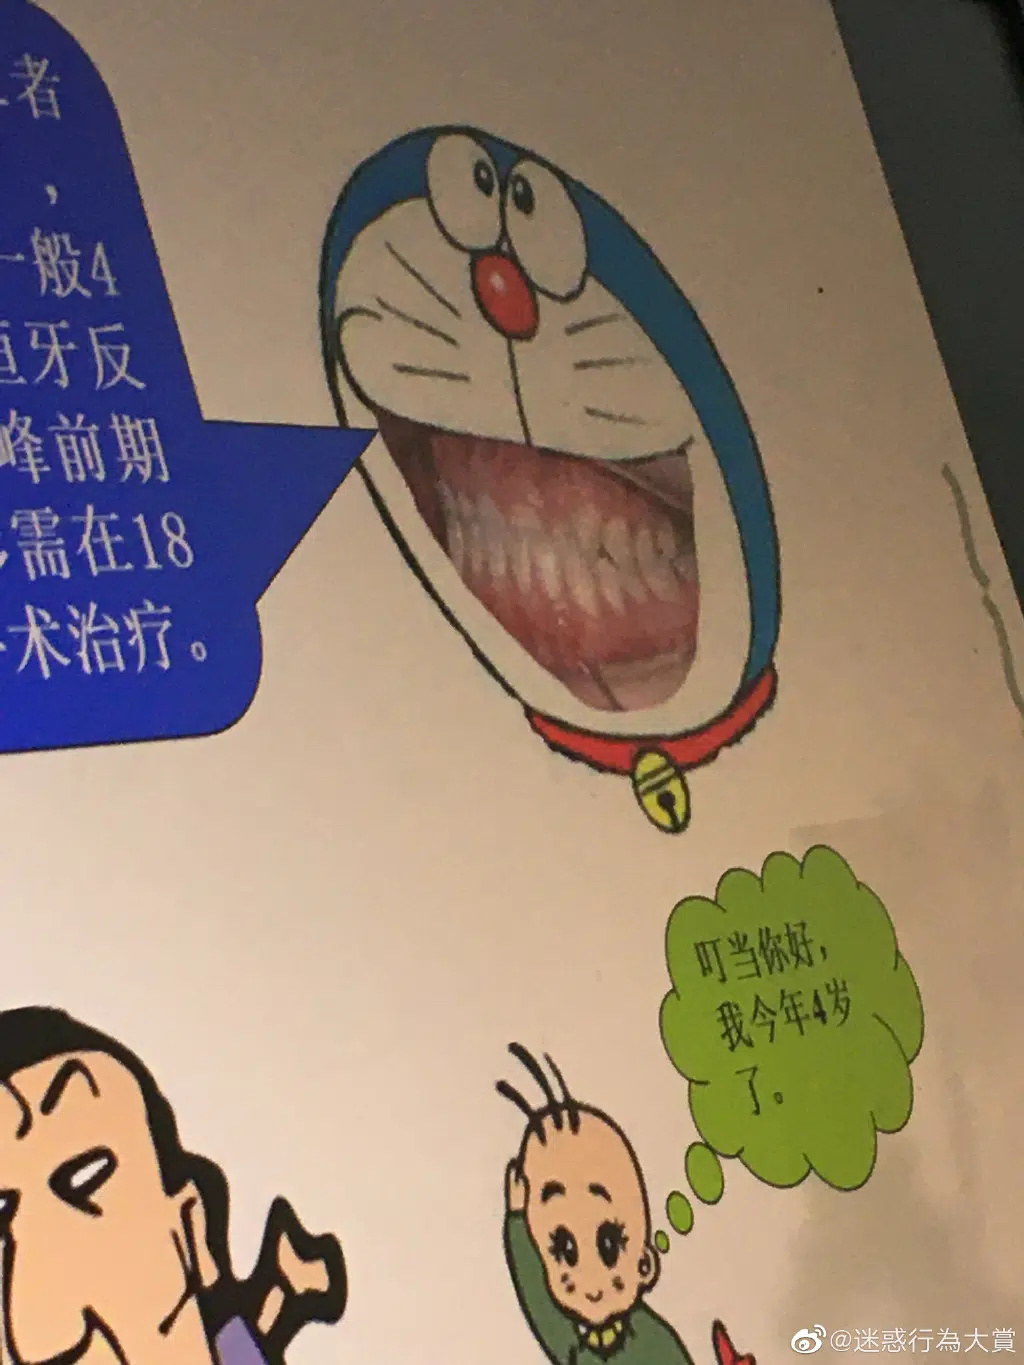 者
，
一般4
牙反
峰前期
需在18
术治疗。
叮当你好，
我今年4岁
了。
@迷惑行為大賞